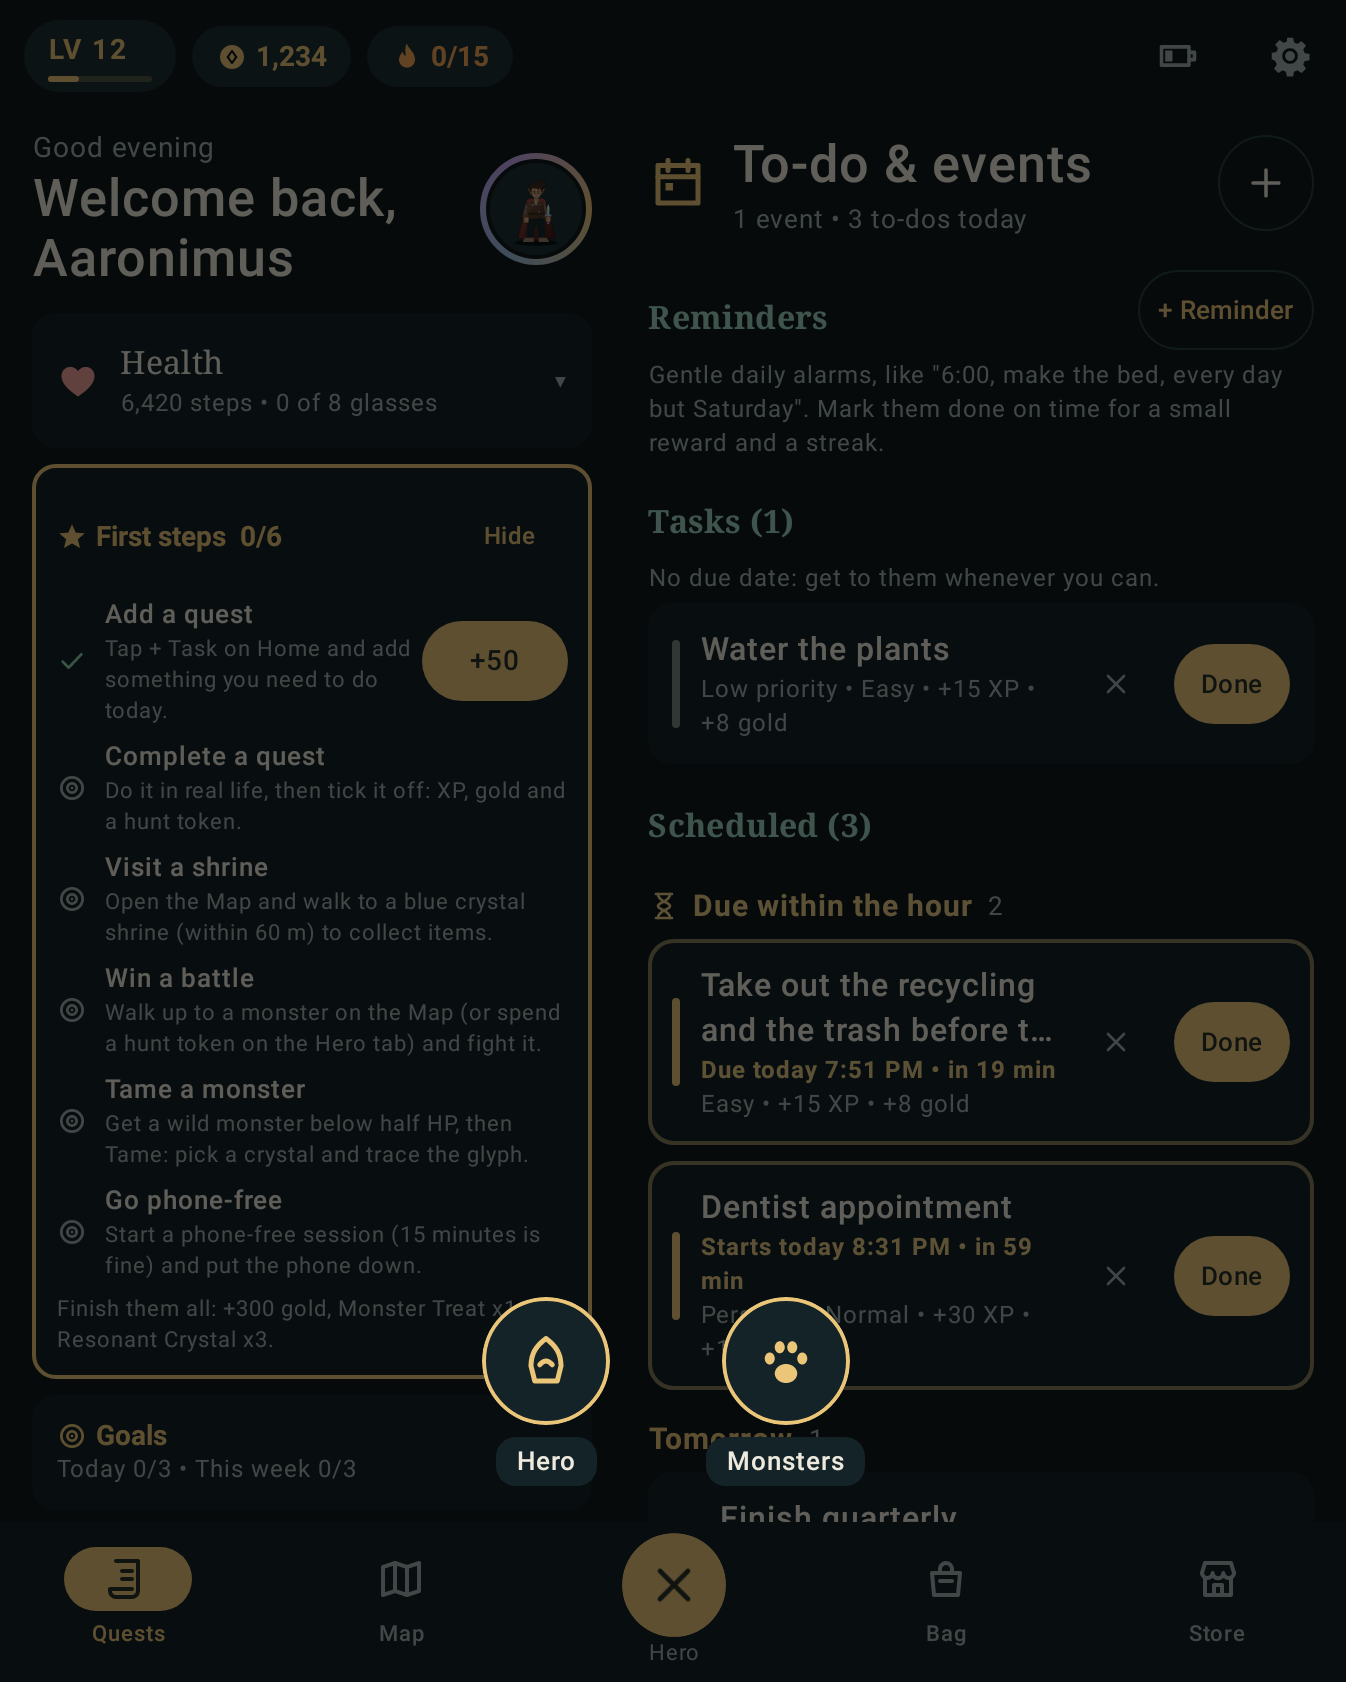 LV 12
1,234
0/15
Good evening
Welcome back,
Aaronimus
Health
6,420 steps • 0 of 8 glasses
First steps 0/6
Hide
Add a quest
Tap + Task on Home and add
something you need to do
today.
+50
Complete a quest
Do it in real life, then tick it off: XP, gold and
a hunt token.
Visit a shrine
Open the Map and walk to a blue crystal
shrine (within 60 m) to collect items.
Win a battle
Walk up to a monster on the Map (or spend
a hunt token on the Hero tab) and fight it.
Tame a monster
Get a wild monster below half HP, then
Tame: pick a crystal and trace the glyph.
Go phone-free
Start a phone-free session (15 minutes is
fine) and put the phone down.
Finish them all: +300 gold, Monster Treat
Resonant Crystal x3.
Goals
Today 0/3 • This week 0/3
To-do & events
1 event • 3 to-dos today
Reminders
+ Reminder
Gentle daily alarms, like "6:00, make the bed, every day
but Saturday". Mark them done on time for a small
reward and a streak.
Tasks (1)
No due date: get to them whenever you can.
Water the plants
Low priority • Easy • +15 XP •
+8 gold
Done
Scheduled (3)
Due within the hour 2
Take out the recycling
and the trash before t...
Due today 7:51 PM • in 19 min
Easy • +15 XP • +8 gold
Done
Dentist appointment
Starts today 8:31 PM • in 59
min
Normal • +30 XP •
Done
Tomorrow 1
Finish quarterly
Hero
Monsters
Quests
Map
Hero
Bag
Store